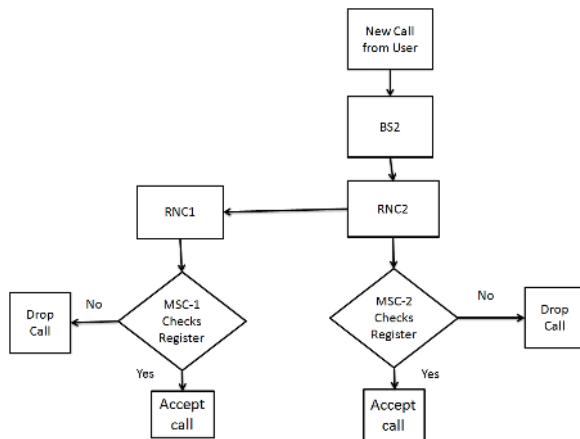 New Call
from User
BS2
RNC1
RNC2
MSC-1
Checks
Register
No
Drop
Call
Yes
Accept
call
MSC-2
Checks
Register
No
Drop
Call
Yes
Accept
call